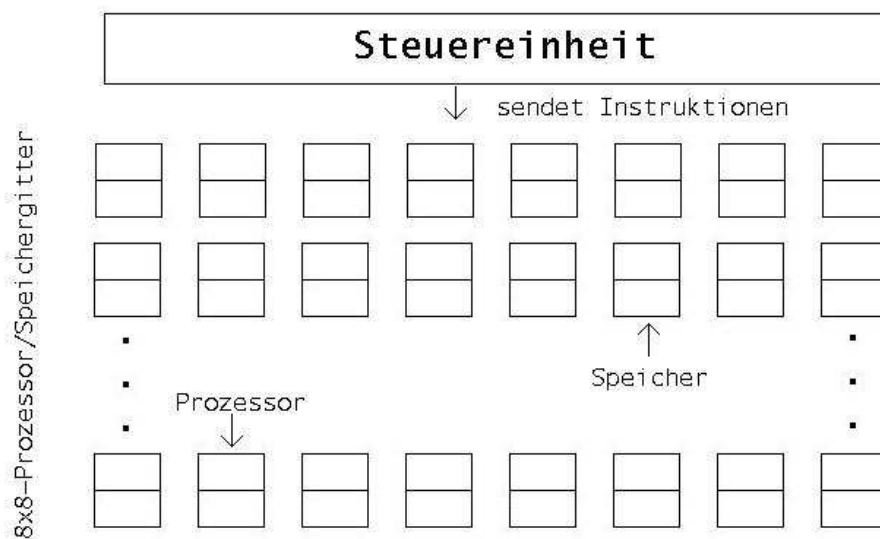 Steuereinheit
sendet Instruktionen
8x8-Prozessor/Speichergitter
Speicher
Prozessor